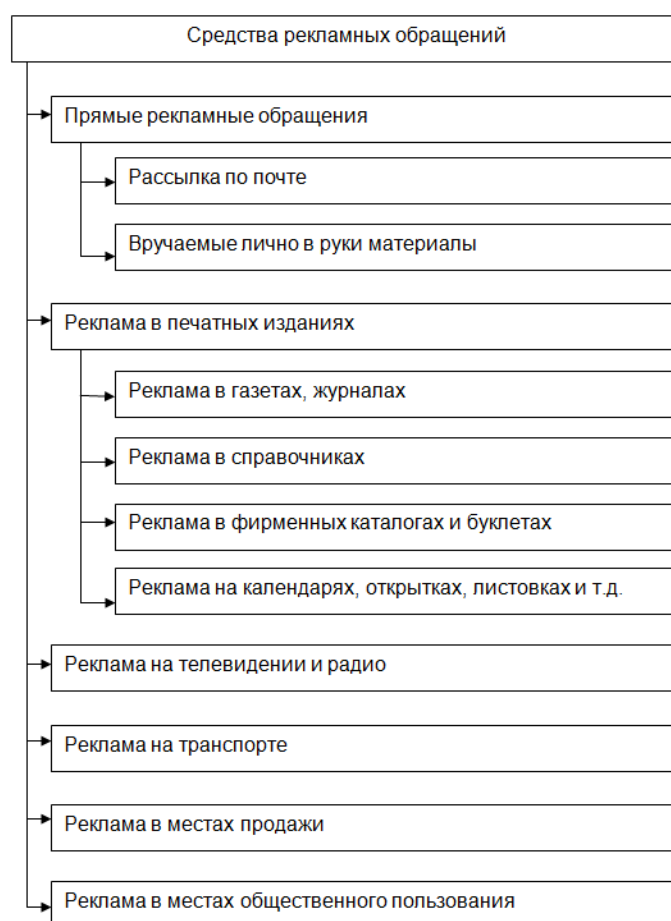 Средства рекламных обращений
Прямые рекламные обращения
Рассылка по почте
Вручаемые лично в руки материалы
Реклама в печатных изданиях
Реклама в газетах, журналах
Реклама в справочниках
Реклама в фирменных каталогах и буклетах
Реклама на календарях, открытках, листовках и т.д.
Реклама на телевидении и радио
Реклама на транспорте
Реклама в местах продажи
Реклама в местах общественного пользования